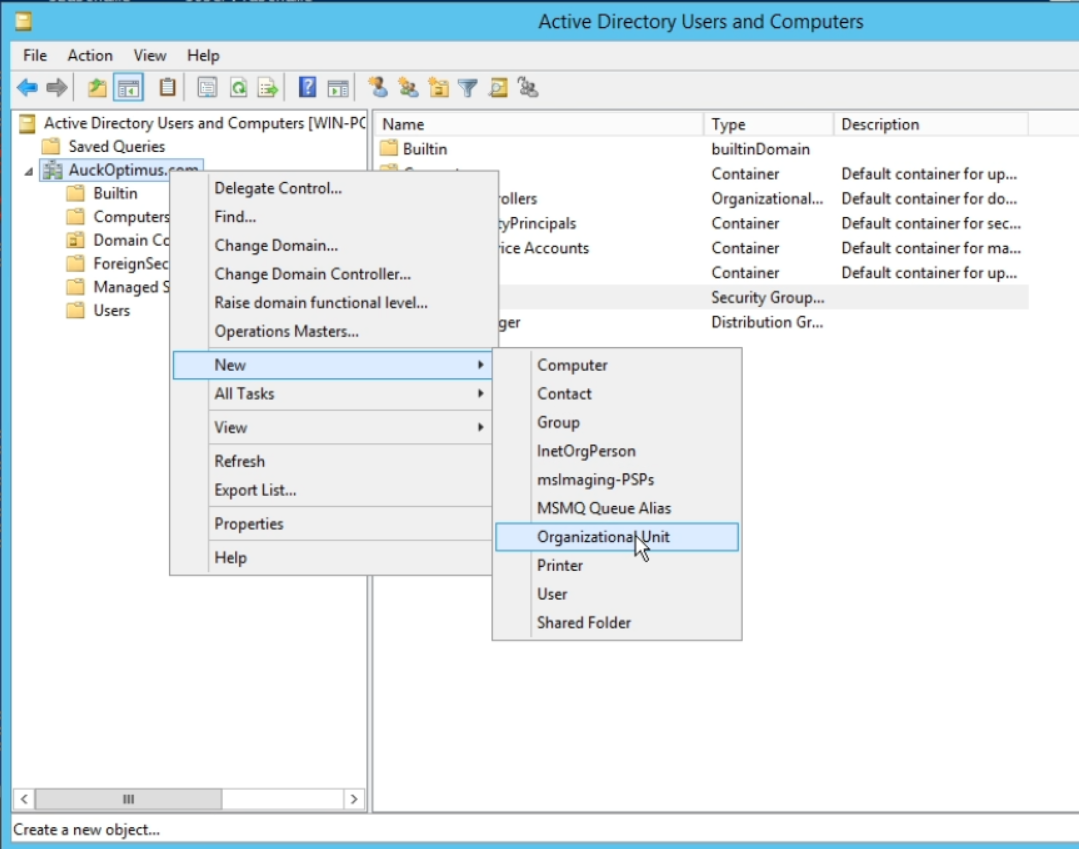 Active Directory Users and Computers
File Action View Help
Active Directory Users and Computers [WIN-PC
Saved Queries
AuckOptimus.com
Builtin
Computers
Domain Co
ForeignSec
Managed S
Users
Name Type Description
Builtin builtinDomain
Container Default container for up...
rollers Organizational... Default container for do...
tyPrincipals Container Default container for sec...
ice Accounts Container Default container for ma...
Container Default container for up...
Security Group...
ger Distribution Gr...
Delegate Control...
Find...
Change Domain...
Change Domain Controller...
Raise domain functional level...
Operations Masters...
New
All Tasks
View
Refresh
Export List...
Properties
Help
Computer
Contact
Group
InetOrgPerson
msImaging-PSPs
MSMQ Queue Alias
Organizational Unit
Printer
User
Shared Folder
Create a new object...